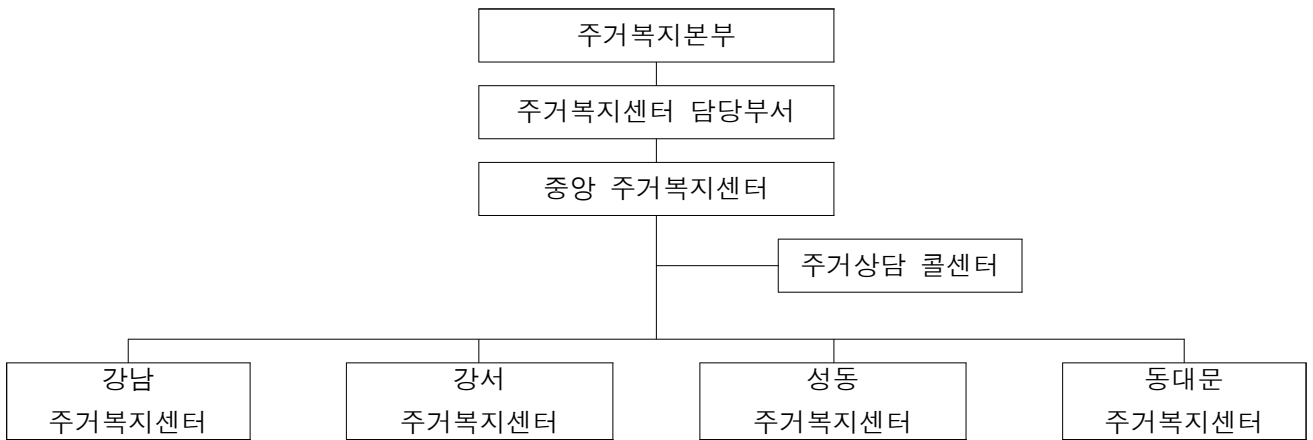 주거복지본부
주거복지센터 담당부서
중앙 주거복지센터
주거상담 콜센터
강남
주거복지센터
강서
주거복지센터
성동
주거복지센터
동대문
주거복지센터